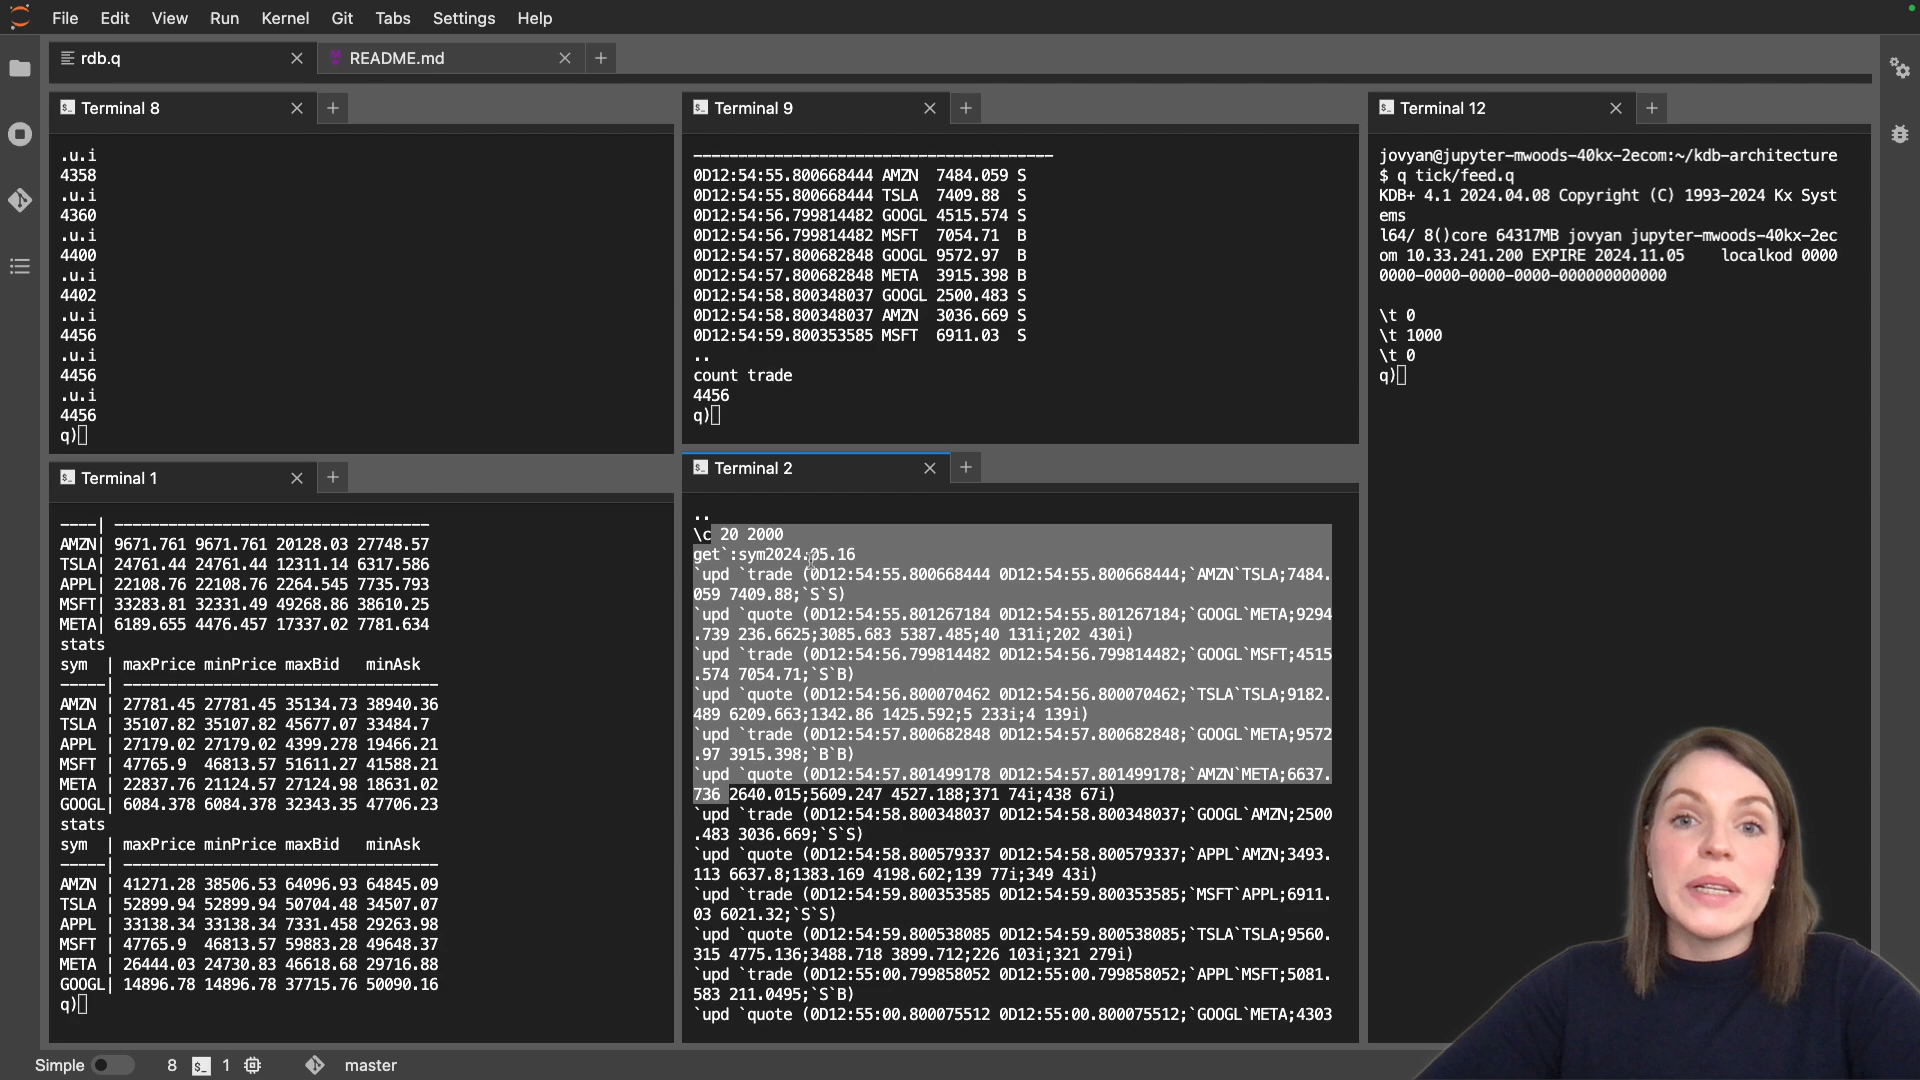 File Edit View Run Kernel Git Tabs Settings Help
rdb.q
README.md
Terminal 8
.u.i
4358
.u.i
4360
.u.i
4400
.u.i
4402
.u.i
4456
.u.i
4456
.u.i
4456
q)
Terminal 9
----------------------------------------
0D12:54:55.800668444 AMZN  7484.059 S
0D12:54:55.800668444 TSLA  7409.88  S
0D12:54:56.799814482 GOOGL 4515.574 S
0D12:54:56.799814482 MSFT  7054.71  B
0D12:54:57.800682848 GOOGL 9572.97  B
0D12:54:57.800682848 META  3915.398 B
0D12:54:58.800348037 GOOGL 2500.483 S
0D12:54:58.800348037 AMZN  3036.669 S
0D12:54:59.800353585 MSFT  6911.03  S
..
count trade
4456
q)
Terminal 12
jovyan@jupyter-mwoods-40kx-2ecom:~/kdb-architecture
$ q tick/feed.q
KDB+ 4.1 2024.04.08 Copyright (C) 1993-2024 Kx Syst
ems
l64/ 8()core 64317MB jovyan jupyter-mwoods-40kx-2ec
om 10.33.241.200 EXPIRE 2024.11.05    localkod 0000
0000-0000-0000-0000-000000000000
\t 0
\t 1000
\t 0
q)
Terminal 1
----| -----------------------------------
AMZN| 9671.761 9671.761 20128.03 27748.57
TSLA| 24761.44 24761.44 12311.14 6317.586
APPL| 22108.76 22108.76 2264.545 7735.793
MSFT| 33283.81 32331.49 49268.86 38610.25
META| 6189.655 4476.457 17337.02 7781.634
stats
sym  | maxPrice minPrice maxBid   minAsk
-----| -----------------------------------
AMZN | 27781.45 27781.45 35134.73 38940.36
TSLA | 35107.82 35107.82 45677.07 33484.7
APPL | 27179.02 27179.02 4399.278 19466.21
MSFT | 47765.9  46813.57 51611.27 41588.21
META | 22837.76 21124.57 27124.98 18631.02
GOOGL| 6084.378 6084.378 32343.35 47706.23
stats
sym  | maxPrice minPrice maxBid   minAsk
-----| -----------------------------------
AMZN | 41271.28 38506.53 64096.93 64845.09
TSLA | 52899.94 52899.94 50704.48 34507.07
APPL | 33138.34 33138.34 7331.458 29263.98
MSFT | 47765.9  46813.57 59883.28 49648.37
META | 26444.03 24730.83 46618.68 29716.88
GOOGL| 14896.78 14896.78 37715.76 50090.16
q)
Terminal 2
..
\c 20 2000
get`:sym2024.05.16
`upd `trade (0D12:54:55.800668444 0D12:54:55.800668444;`AMZN`TSLA;7484.
059 7409.88;`S`S)
`upd `quote (0D12:54:55.801267184 0D12:54:55.801267184;`GOOGL`META;9294
.739 236.6625;3085.683 5387.485;40 131i;202 430i)
`upd `trade (0D12:54:56.799814482 0D12:54:56.799814482;`GOOGL`MSFT;4515
.574 7054.71;`S`B)
`upd `quote (0D12:54:56.800070462 0D12:54:56.800070462;`TSLA`TSLA;9182.
489 6209.663;1342.86 1425.592;5 233i;4 139i)
`upd `trade (0D12:54:57.800682848 0D12:54:57.800682848;`GOOGL`META;9572
.97 3915.398;`B`B)
`upd `quote (0D12:54:57.801499178 0D12:54:57.801499178;`AMZN`META;6637.
736 2640.015;5609.247 4527.188;371 74i;438 67i)
`upd `trade (0D12:54:58.800348037 0D12:54:58.800348037;`GOOGL`AMZN;2500
.483 3036.669;`S`S)
`upd `quote (0D12:54:58.800579337 0D12:54:58.800579337;`APPL`AMZN;3493.
113 6637.8;1383.169 4198.602;139 77i;349 43i)
`upd `trade (0D12:54:59.800353585 0D12:54:59.800353585;`MSFT`APPL;6911.
03 6021.32;`S`S)
`upd `quote (0D12:54:59.800538085 0D12:54:59.800538085;`TSLA`TSLA;9560.
315 4775.136;3488.718 3899.712;226 103i;321 279i)
`upd `trade (0D12:55:00.799858052 0D12:55:00.799858052;`APPL`MSFT;5081.
583 211.0495;`S`B)
`upd `quote (0D12:55:00.800075512 0D12:55:00.800075512;`GOOGL`META;4303
Simple 8 1 master